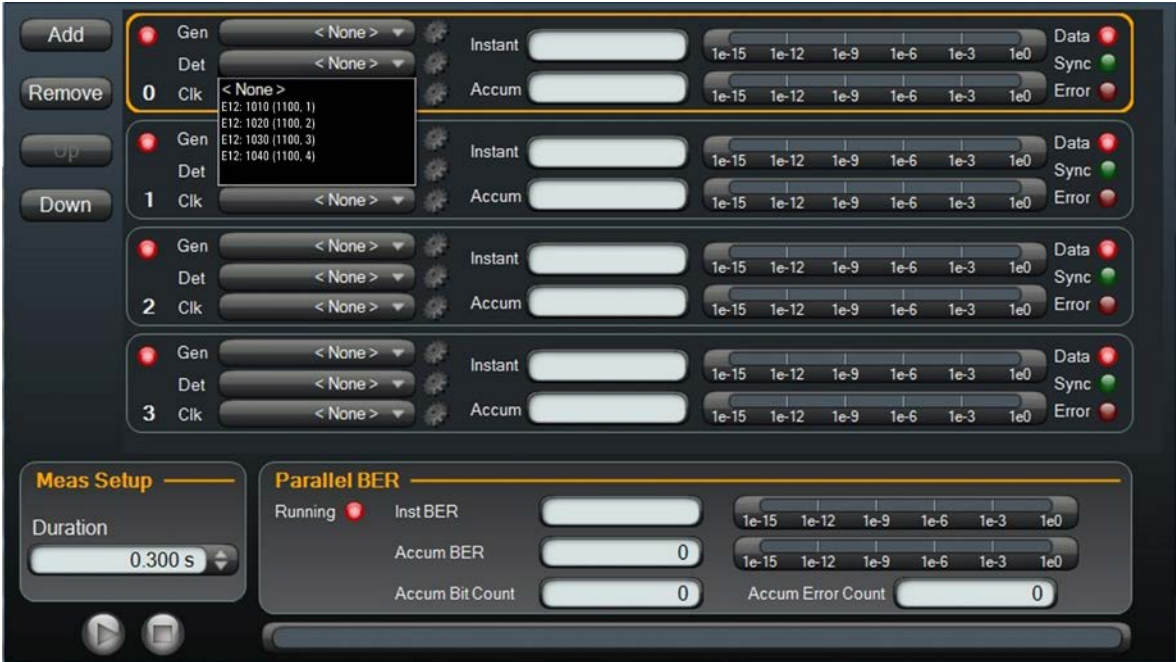 Add
Remove
Up
Down
Gen < None >
Det < None >
0 Clk
< None >
E12: 1010 (1100, 1)
E12: 1020 (1100, 2)
E12: 1030 (1100, 3)
E12: 1040 (1100, 4)
Instant
1e-15 1e-12 1e-9 1e-6 1e-3 1e0
Accum
1e-15 1e-12 1e-9 1e-6 1e-3 1e0
Data
Sync
Error
Gen
Det
1 Clk < None >
Instant
1e-15 1e-12 1e-9 1e-6 1e-3 1e0
Accum
1e-15 1e-12 1e-9 1e-6 1e-3 1e0
Data
Sync
Error
Gen < None >
Det < None >
2 Clk < None >
Instant
1e-15 1e-12 1e-9 1e-6 1e-3 1e0
Accum
1e-15 1e-12 1e-9 1e-6 1e-3 1e0
Data
Sync
Error
Gen < None >
Det < None >
3 Clk < None >
Instant
1e-15 1e-12 1e-9 1e-6 1e-3 1e0
Accum
1e-15 1e-12 1e-9 1e-6 1e-3 1e0
Data
Sync
Error
Meas Setup
Duration
0.300 s
Parallel BER
Running
Inst BER
1e-15 1e-12 1e-9 1e-6 1e-3 1e0
Accum BER 0
1e-15 1e-12 1e-9 1e-6 1e-3 1e0
Accum Bit Count 0
Accum Error Count 0